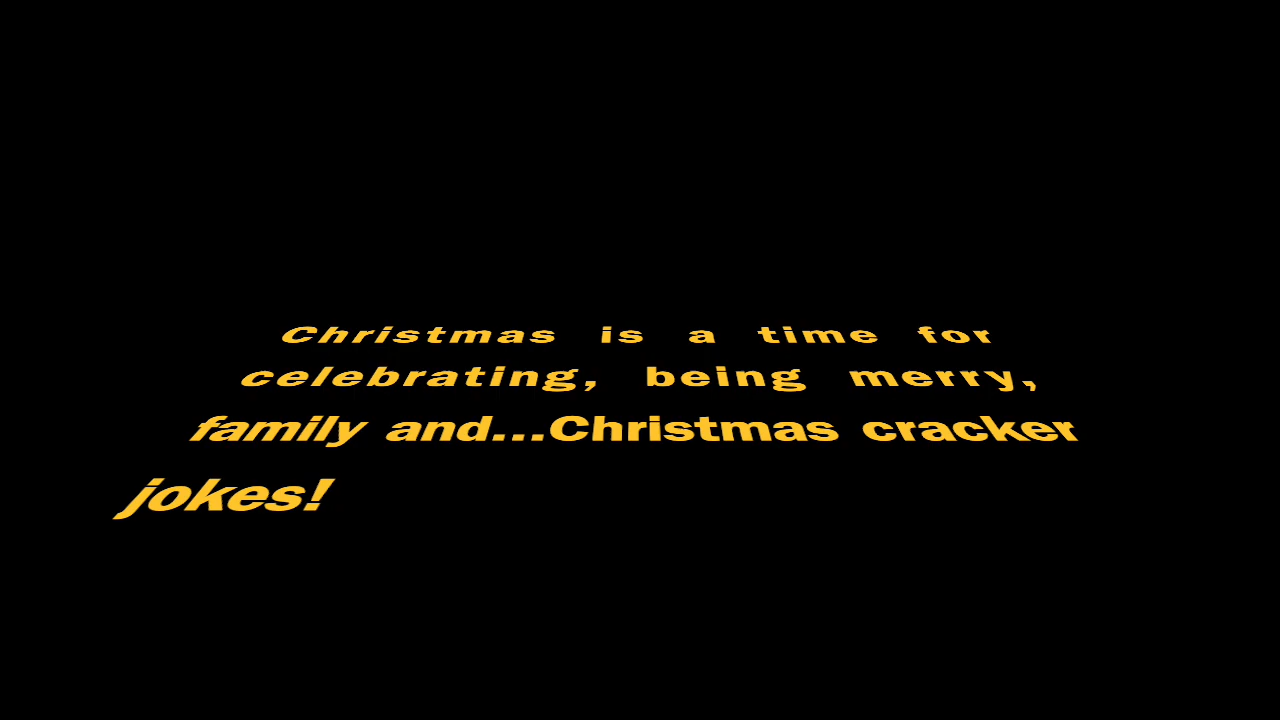 Christmas is a time for
celebrating, being merry,
family and...Christmas cracker
jokes!